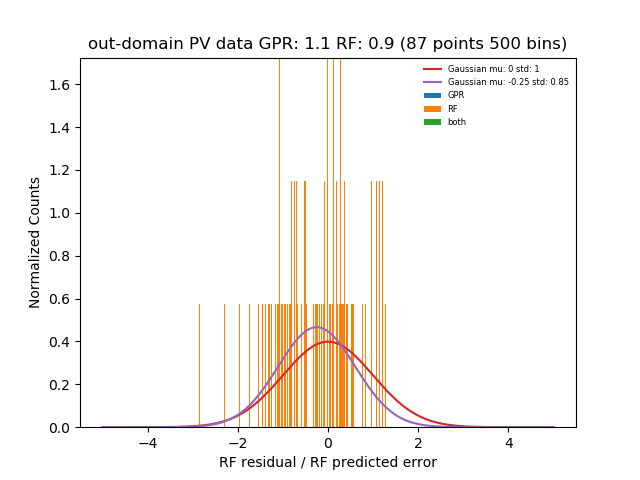 out-domain PV data GPR: 1.1 RF: 0.9 (87 points 500 bins)
Gaussian mu: 0 std: 1
Gaussian mu: -0.25 std: 0.85
GPR
RF
both
Normalized Counts
1.6
1.4
1.2
1.0
0.8
0.6
0.4
0.2
0.0
−4
−2
0
2
4
RF residual / RF predicted error